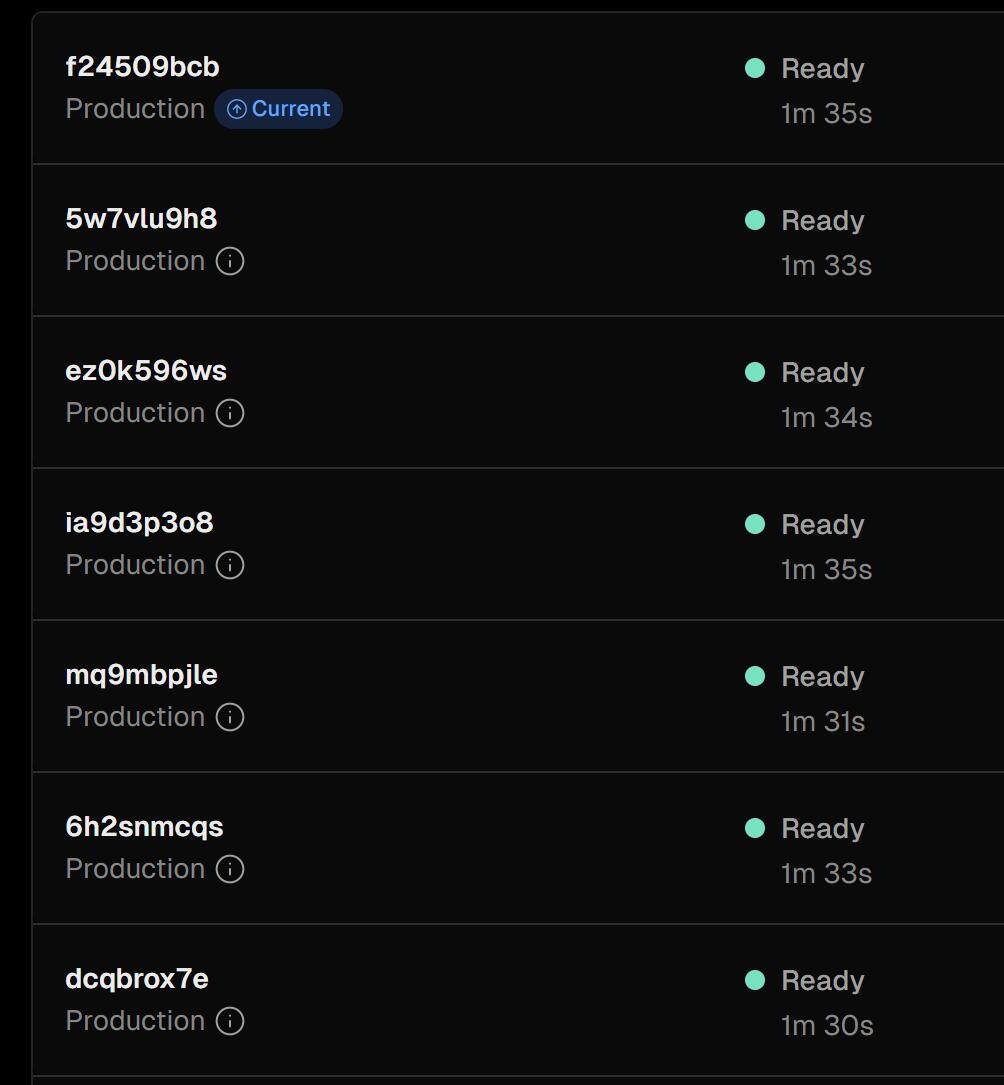 f24509bcb
Ready
Production Current
1m 35s
5w7vlu9h8
Ready
Production
1m 33s
ez0k596ws
Ready
Production
1m 34s
ia9d3p3o8
Ready
Production
1m 35s
mq9mbpjle
Ready
Production
1m 31s
6h2snmcqs
Ready
Production
1m 33s
dcqbrox7e
Ready
Production
1m 30s